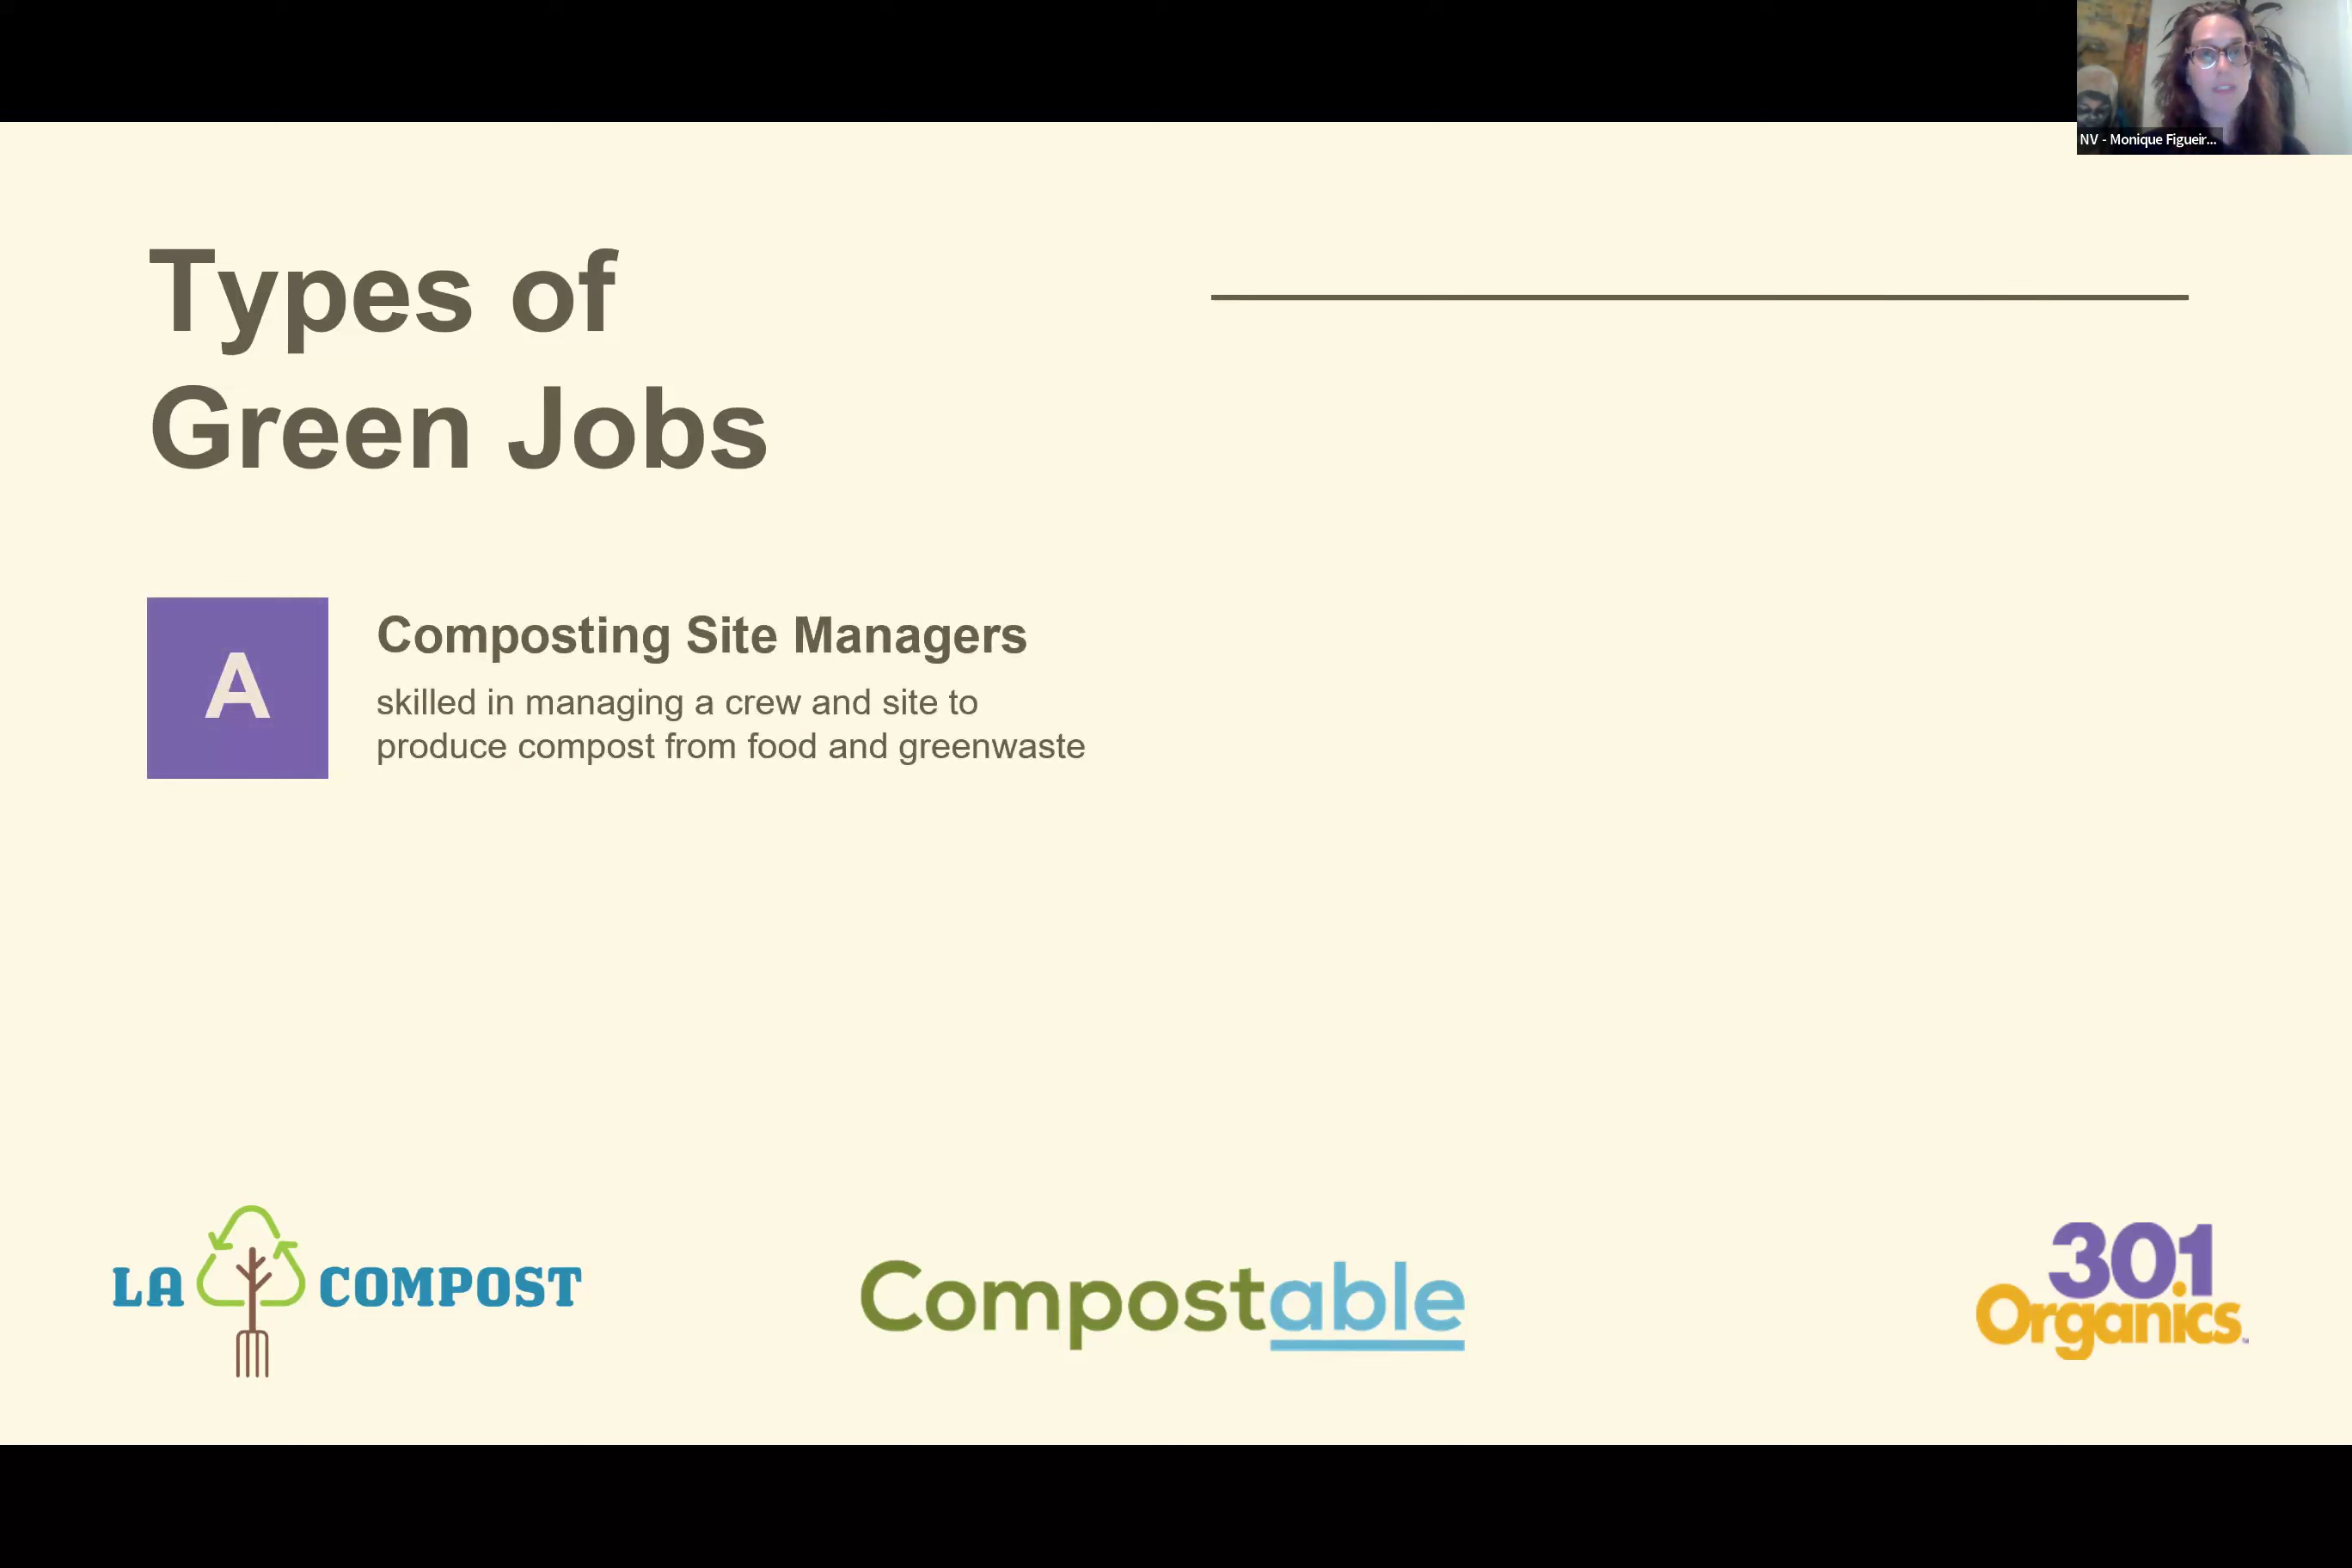 NV - Monique Figueir...
Types of
Green Jobs
A
Composting Site Managers
skilled in managing a crew and site to
produce compost from food and greenwaste
LA COMPOST
Compostable
301
Organics